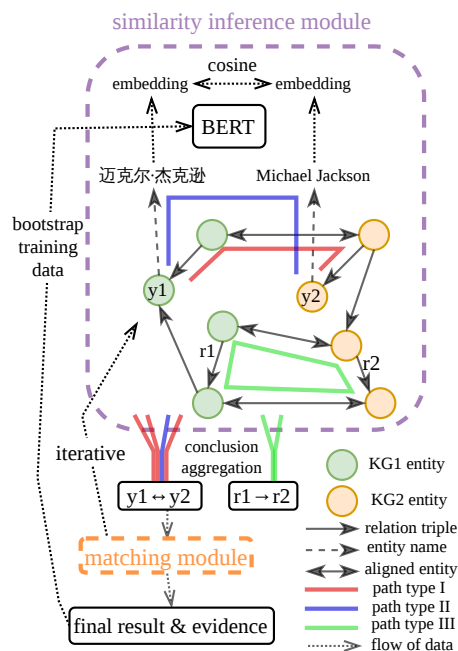 similarity inference module
cosine
embedding
embedding
BERT
迈克尔·杰克逊
Michael Jackson
bootstrap
training
data
y1
y2
r1
r2
iterative
conclusion
aggregation
y1↔y2
r1→r2
matching module
final result & evidence
KG1 entity
KG2 entity
relation triple
entity name
aligned entity
path type I
path type II
path type III
flow of data